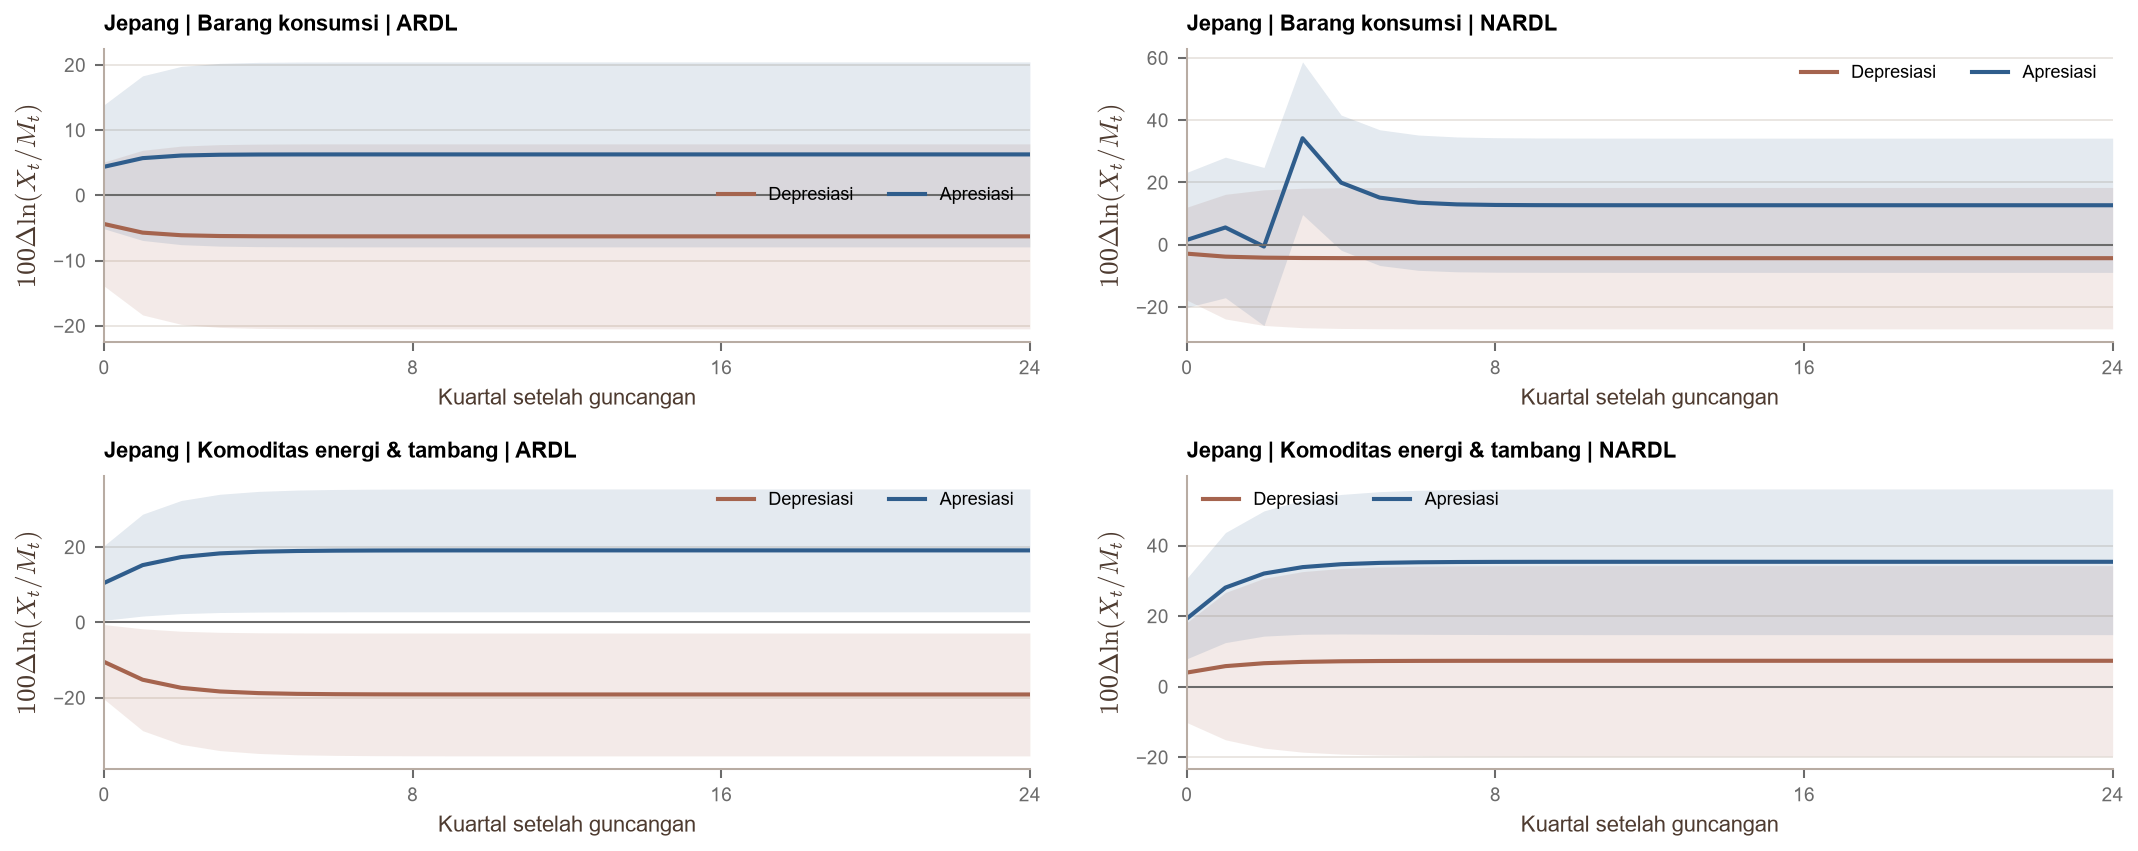 Jepang | Barang konsumsi | ARDL
20
10
0
−10
−20
100Δln(X_t/M_t)
Depresiasi
Apresiasi
0
8
16
24
Kuartal setelah guncangan
Jepang | Barang konsumsi | NARDL
60
40
20
0
−20
100Δln(X_t/M_t)
Depresiasi
Apresiasi
0
8
16
24
Kuartal setelah guncangan
Jepang | Komoditas energi & tambang | ARDL
20
0
−20
100Δln(X_t/M_t)
Depresiasi
Apresiasi
0
8
16
24
Kuartal setelah guncangan
Jepang | Komoditas energi & tambang | NARDL
40
20
0
−20
100Δln(X_t/M_t)
Depresiasi
Apresiasi
0
8
16
24
Kuartal setelah guncangan